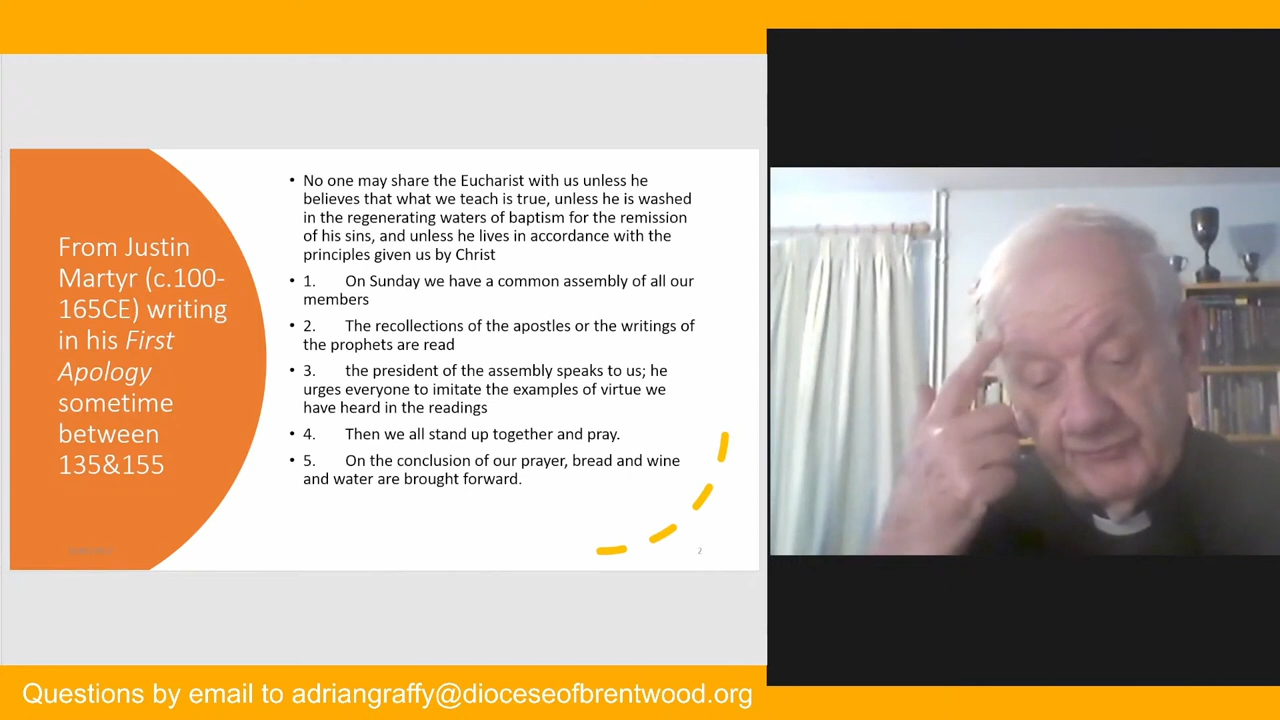 From Justin
Martyr (c.100-
165CE) writing
in his First
Apology
sometime
between
135&155
• No one may share the Eucharist with us unless he
believes that what we teach is true, unless he is washed
in the regenerating waters of baptism for the remission
of his sins, and unless he lives in accordance with the
principles given us by Christ
• 1. On Sunday we have a common assembly of all our
members
• 2. The recollections of the apostles or the writings of
the prophets are read
• 3. the president of the assembly speaks to us; he
urges everyone to imitate the examples of virtue we
have heard in the readings
• 4. Then we all stand up together and pray.
• 5. On the conclusion of our prayer, bread and wine
and water are brought forward.
2
Questions by email to adriangraffy@dioceseofbrentwood.org